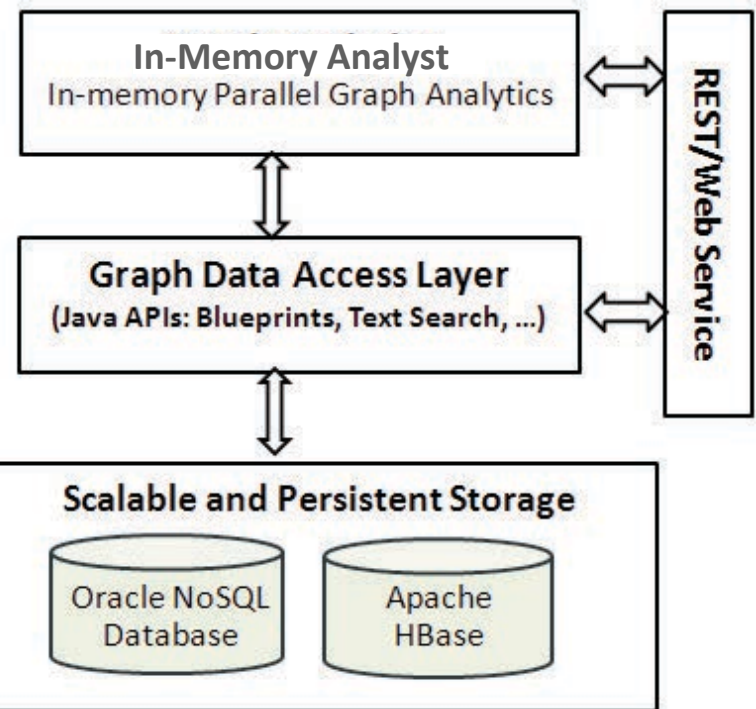 In-Memory Analyst
In-memory Parallel Graph Analytics
REST/Web Service
Graph Data Access Layer
(Java APIs: Blueprints, Text Search, ...)
Scalable and Persistent Storage
Oracle NoSQL
Database
Apache
HBase